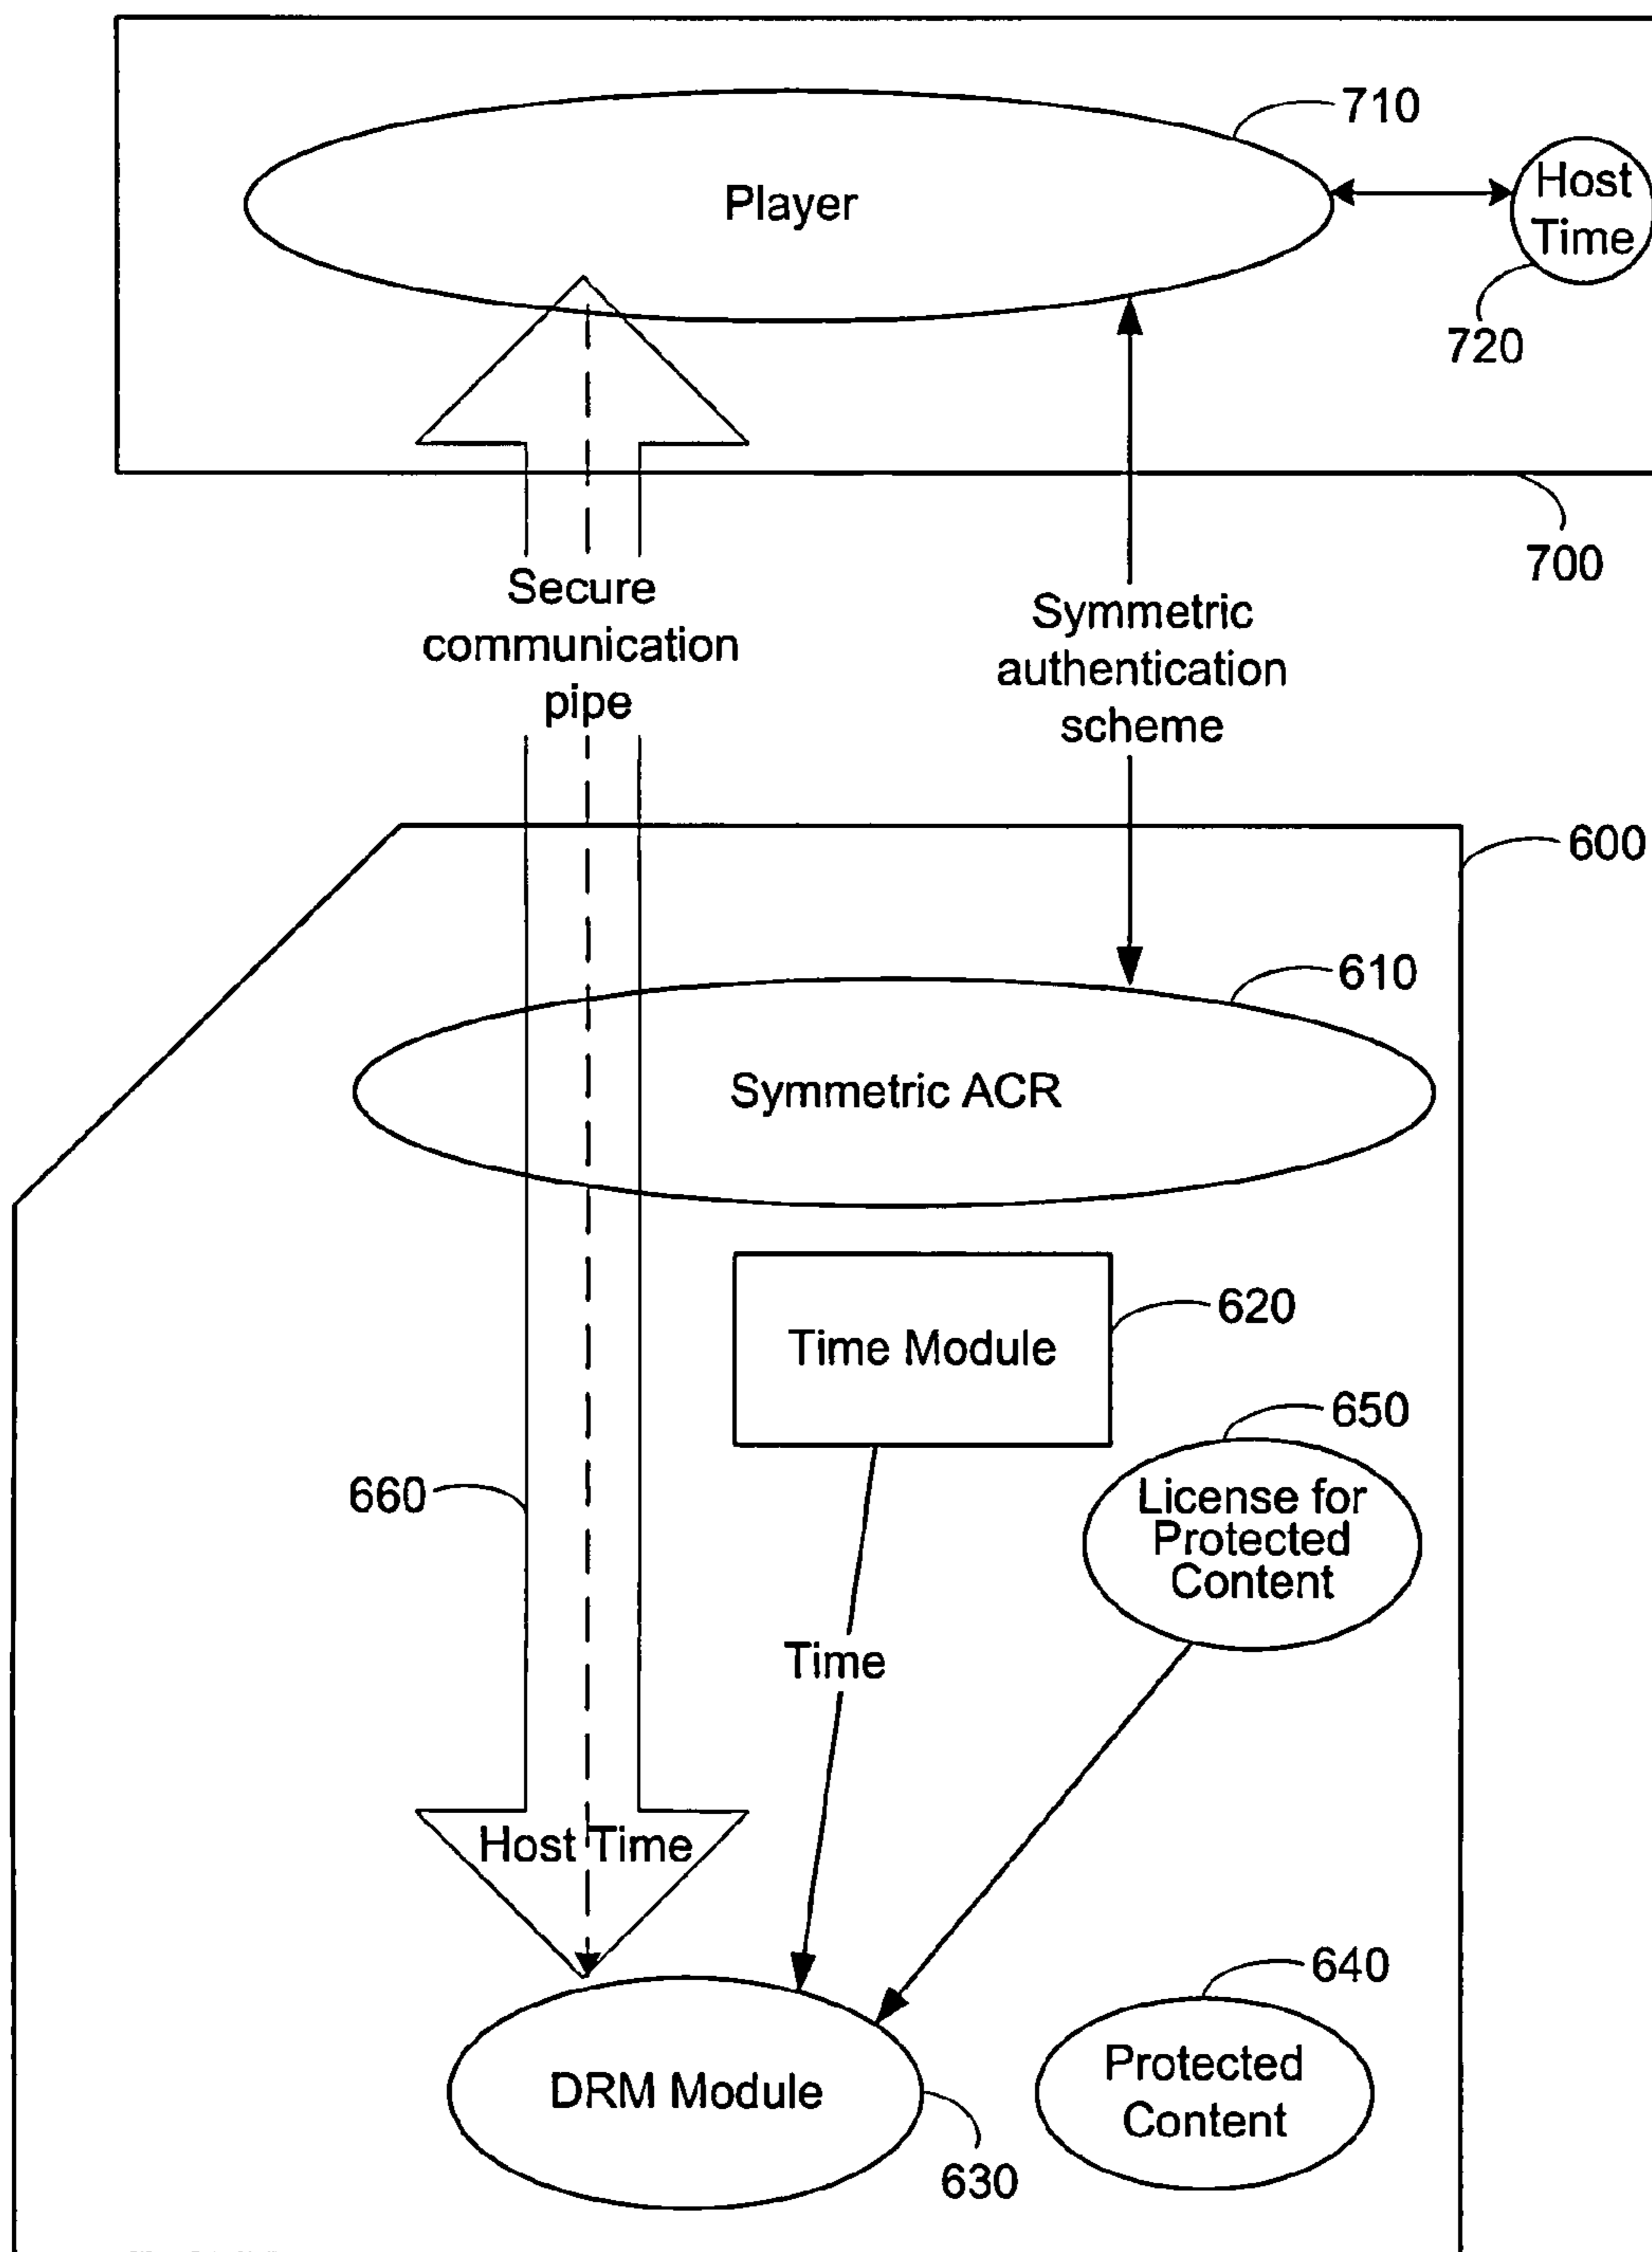 710
Player
Host
Time
720
700
Secure
communication
pipe
Symmetric
authentication
scheme
600
610
Symmetric ACR
620
Time Module
650
License for
Protected
Content
660
Time
Host Time
640
Protected
Content
DRM Module
630